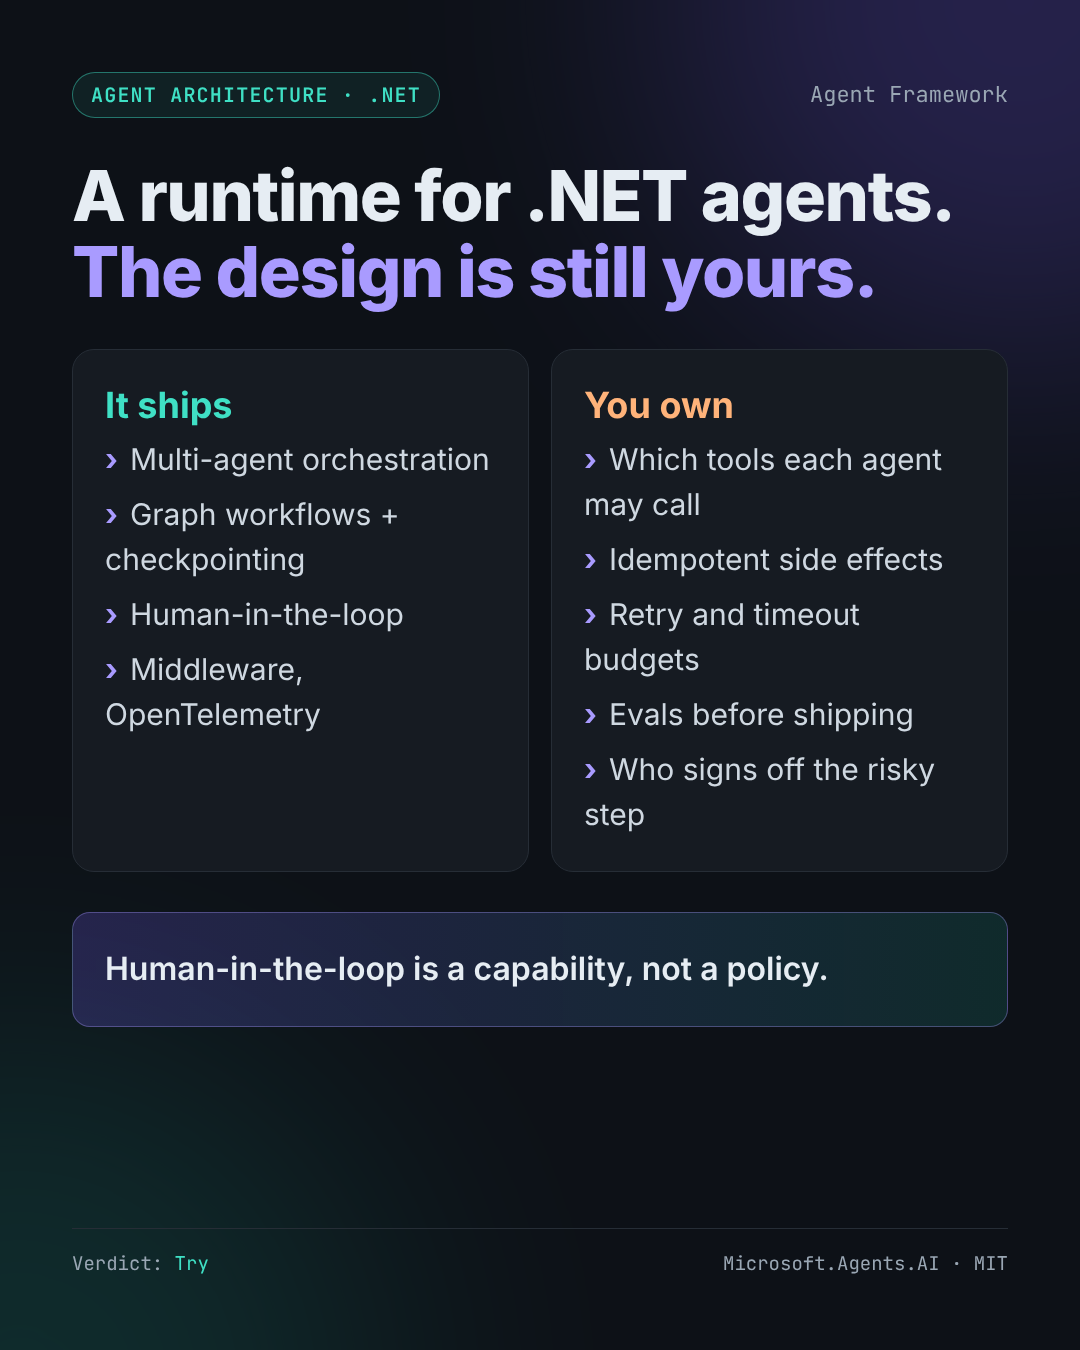 AGENT ARCHITECTURE · .NET
Agent Framework
A runtime for .NET agents.
The design is still yours.
It ships
› Multi-agent orchestration
› Graph workflows +
checkpointing
› Human-in-the-loop
› Middleware,
OpenTelemetry
You own
› Which tools each agent
may call
› Idempotent side effects
› Retry and timeout
budgets
› Evals before shipping
› Who signs off the risky
step
Human-in-the-loop is a capability, not a policy.
Verdict: Try
Microsoft.Agents.AI · MIT